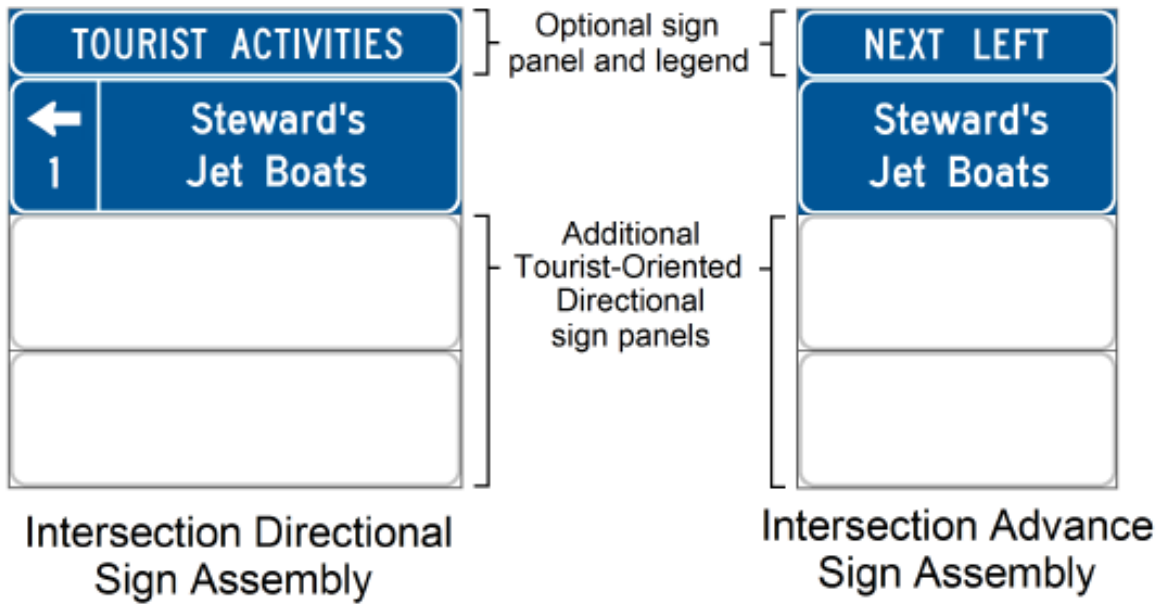 TOURIST ACTIVITIES
1
Steward's
Jet Boats
Optional sign
panel and legend
NEXT LEFT
Steward's
Jet Boats
Additional
Tourist-Oriented
Directional
sign panels
Intersection Directional
Sign Assembly
Intersection Advance
Sign Assembly